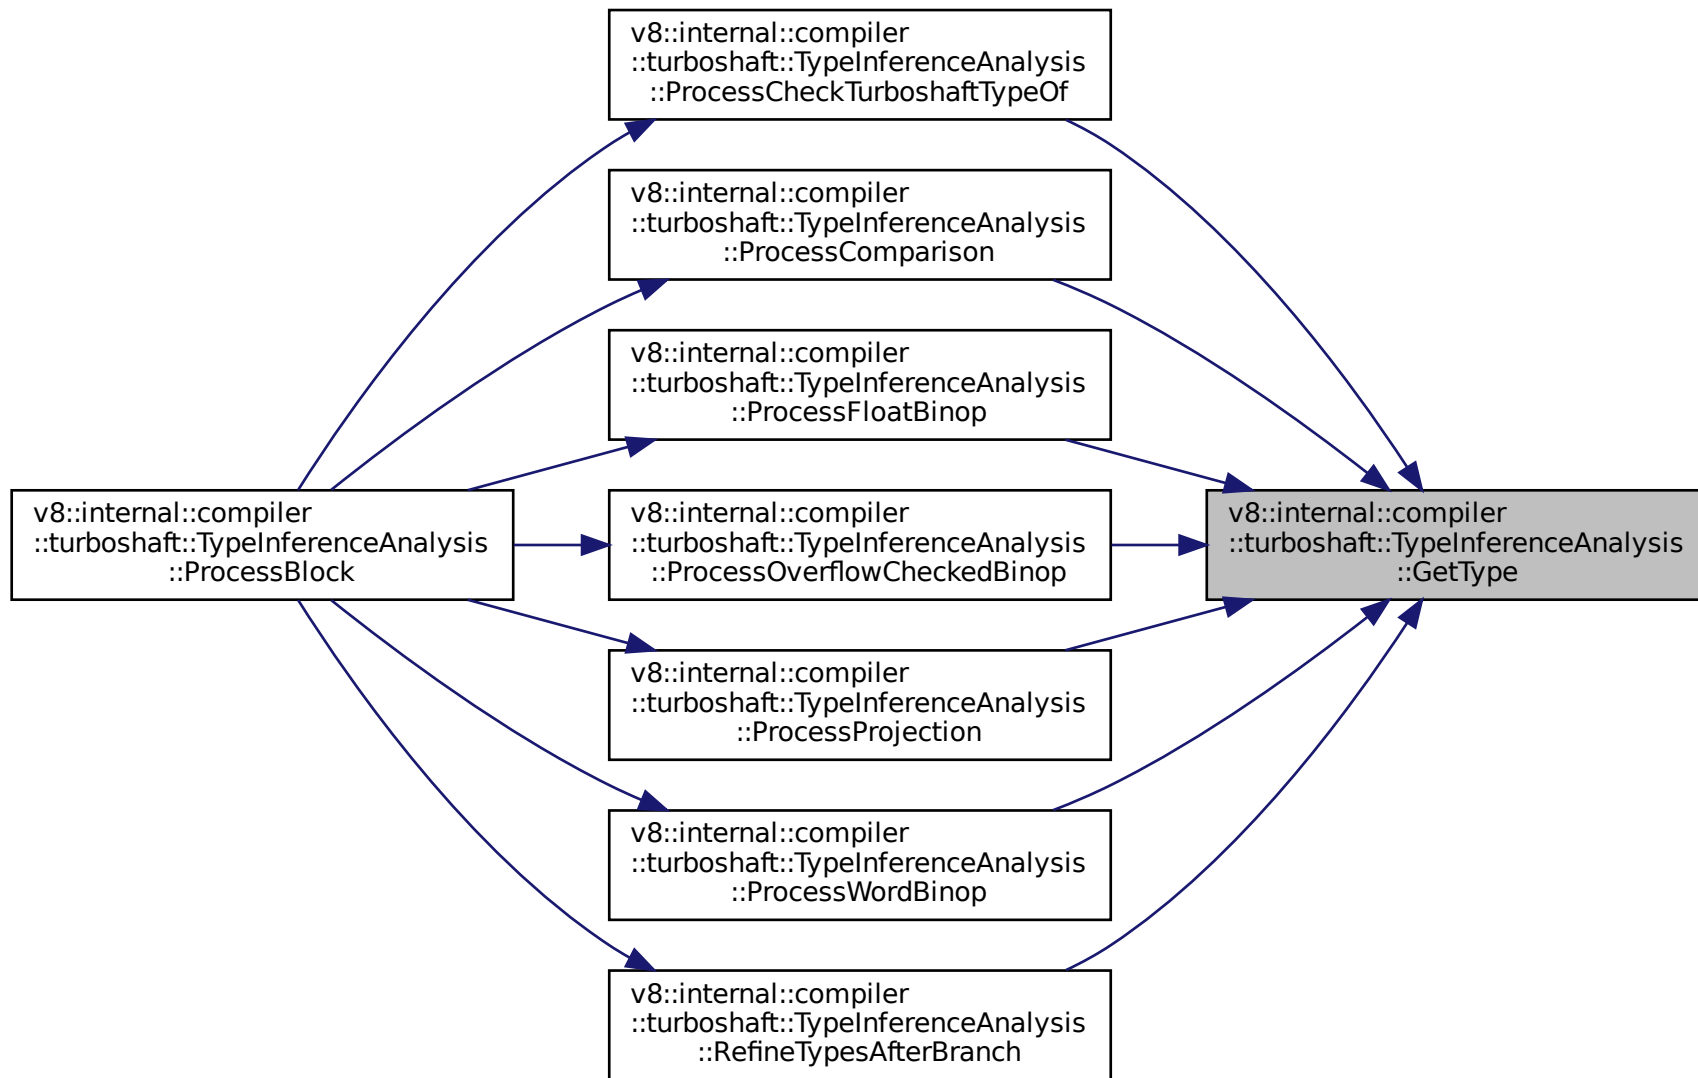 v8::internal::compiler
::turboshaft::TypeInferenceAnalysis
::ProcessCheckTurboshaftTypeOf
v8::internal::compiler
::turboshaft::TypeInferenceAnalysis
::ProcessComparison
v8::internal::compiler
::turboshaft::TypeInferenceAnalysis
::ProcessFloatBinop
v8::internal::compiler
::turboshaft::TypeInferenceAnalysis
::ProcessBlock
v8::internal::compiler
::turboshaft::TypeInferenceAnalysis
::ProcessOverflowCheckedBinop
v8::internal::compiler
::turboshaft::TypeInferenceAnalysis
::GetType
v8::internal::compiler
::turboshaft::TypeInferenceAnalysis
::ProcessProjection
v8::internal::compiler
::turboshaft::TypeInferenceAnalysis
::ProcessWordBinop
v8::internal::compiler
::turboshaft::TypeInferenceAnalysis
::RefineTypesAfterBranch